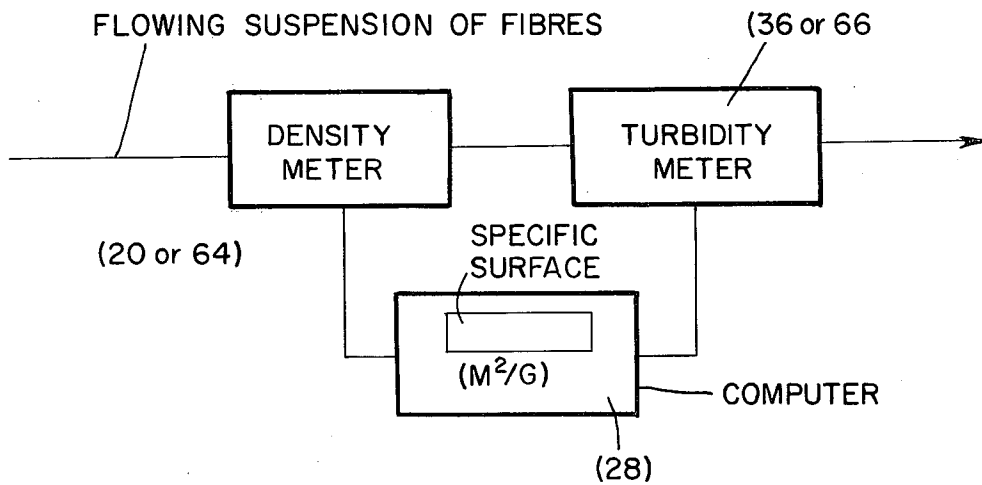 FLOWING SUSPENSION OF FIBRES
(36 or 66
DENSITY
METER
TURBIDITY
METER
(20 or 64)
SPECIFIC
SURFACE
(M²/G)
COMPUTER
(28)